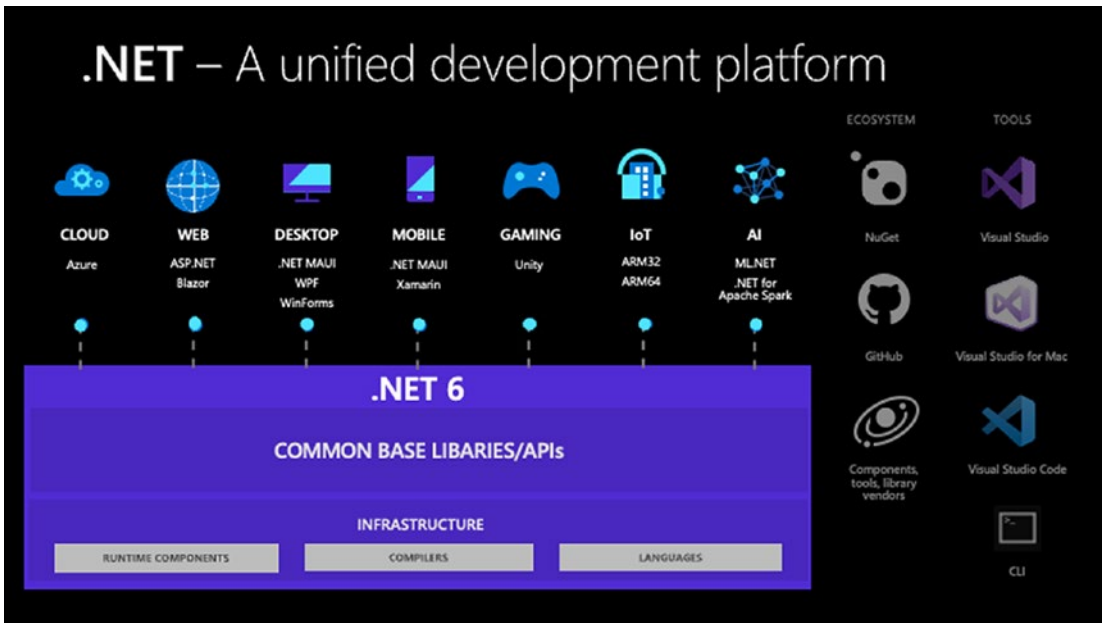 .NET – A unified development platform
ECOSYSTEM
TOOLS
CLOUD
Azure
WEB
ASP.NET
Blazor
DESKTOP
.NET MAUI
WPF
WinForms
MOBILE
.NET MAUI
Xamarin
GAMING
Unity
IoT
ARM32
ARM64
AI
ML.NET
.NET for
Apache Spark
NuGet
Visual Studio
GitHub
Visual Studio for Mac
Components,
tools, library
vendors
Visual Studio Code
>_
CLI
.NET 6
COMMON BASE LIBARIES/APIs
INFRASTRUCTURE
RUNTIME COMPONENTS
COMPILERS
LANGUAGES